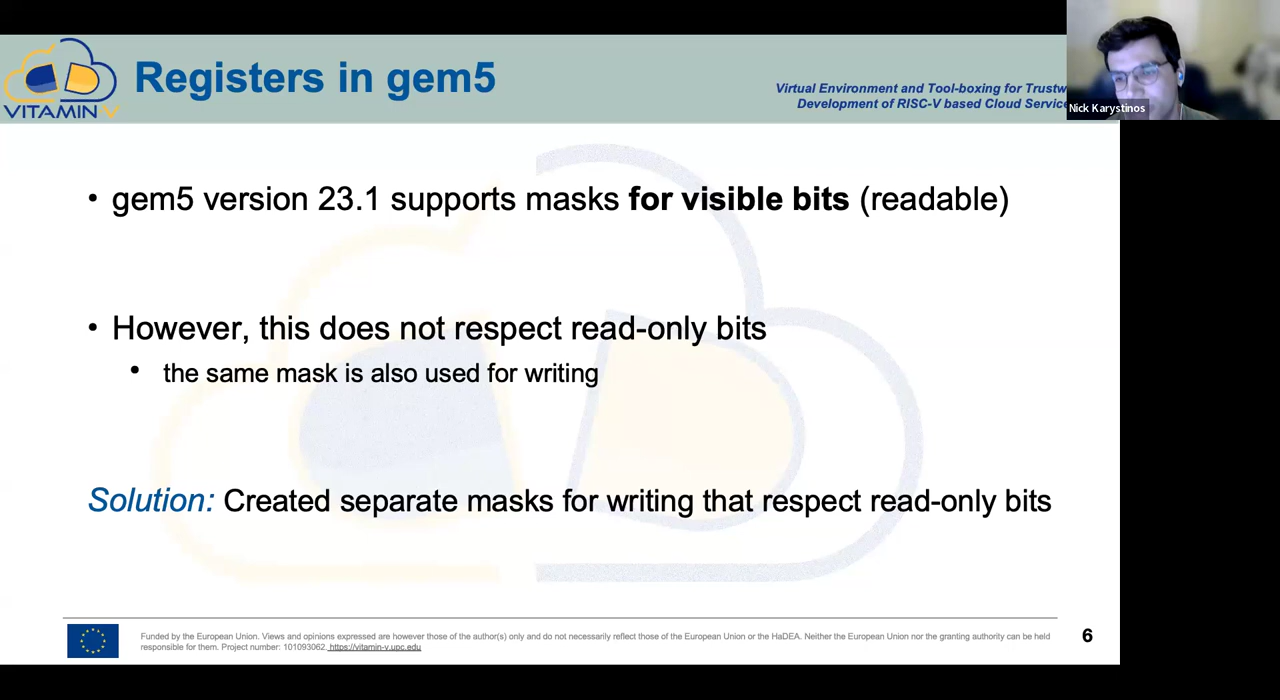 VITAMIN-V
Registers in gem5
Virtual Environment and Tool-boxing for
Development of RISC-V based Cloud
Nick Karystinos
• gem5 version 23.1 supports masks for visible bits (readable)
• However, this does not respect read-only bits
• the same mask is also used for writing
Solution: Created separate masks for writing that respect read-only bits
Funded by the European Union. Views and opinions expressed are however those of the author(s) only and do not necessarily reflect those of the European Union or the HaDEA. Neither the European Union nor the granting authority can be held
responsible for them. Project number: 101093062. https://vitamin-v.upc.edu
6